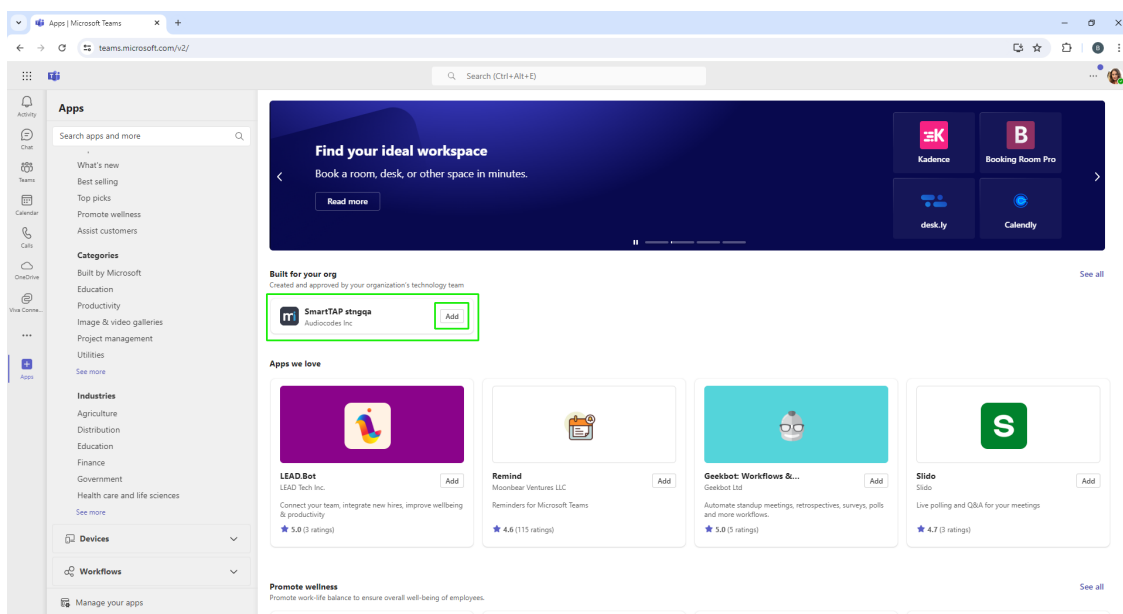 Apps | Microsoft Teams
teams.microsoft.com/v2/
B
Search (Ctrl+Alt+E)
Activity
Chat
Teams
Calendar
Calls
OneDrive
Viva Conne...
Apps
Apps
Search apps and more
What's new
Best selling
Top picks
Promote wellness
Assist customers
Categories
Built by Microsoft
Education
Productivity
Image & video galleries
Project management
Utilities
See more
Industries
Agriculture
Distribution
Education
Finance
Government
Health care and life sciences
See more
Devices
Workflows
Manage your apps
Find your ideal workspace
Book a room, desk, or other space in minutes.
Read more
K
Kadence
B
Booking Room Pro
desk.ly
Calendly
Built for your org
See all
Created and approved by your organization's technology team
SmartTAP stngqa
Audiocodes Inc
Add
Apps we love
LEAD.Bot
LEAD Tech Inc.
Add
Connect your team, integrate new hires, improve wellbeing
& productivity
5.0 (3 ratings)
Remind
Moonbear Ventures LLC
Add
Reminders for Microsoft Teams
4.6 (115 ratings)
Geekbot: Workflows &...
Geekbot Ltd
Add
Automate standup meetings, retrospectives, surveys, polls
and more workflows.
5.0 (5 ratings)
S
Slido
Slido
Add
Live polling and Q&A for your meetings
4.7 (3 ratings)
Promote wellness
See all
Promote work-life balance to ensure overall well-being of employees.